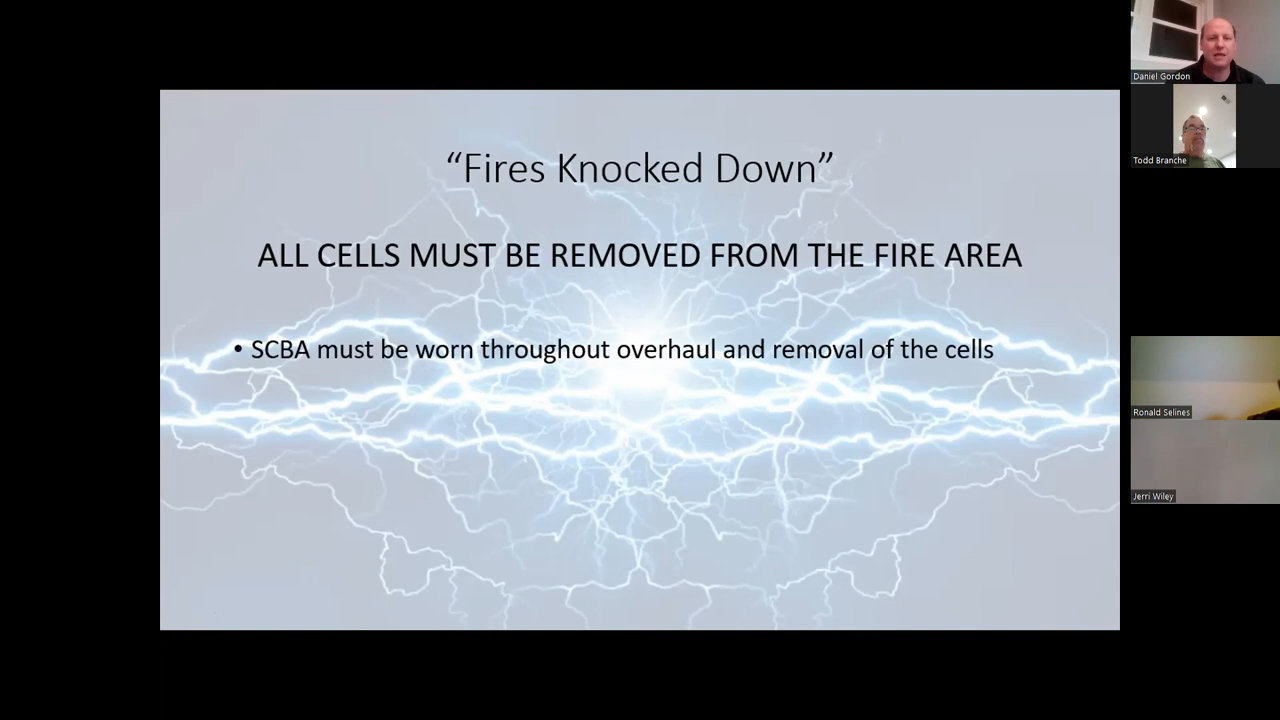 “Fires Knocked Down”
ALL CELLS MUST BE REMOVED FROM THE FIRE AREA
• SCBA must be worn throughout overhaul and removal of the cells
Daniel Gordon
Todd Branche
Ronald Selines
Jerri Wiley